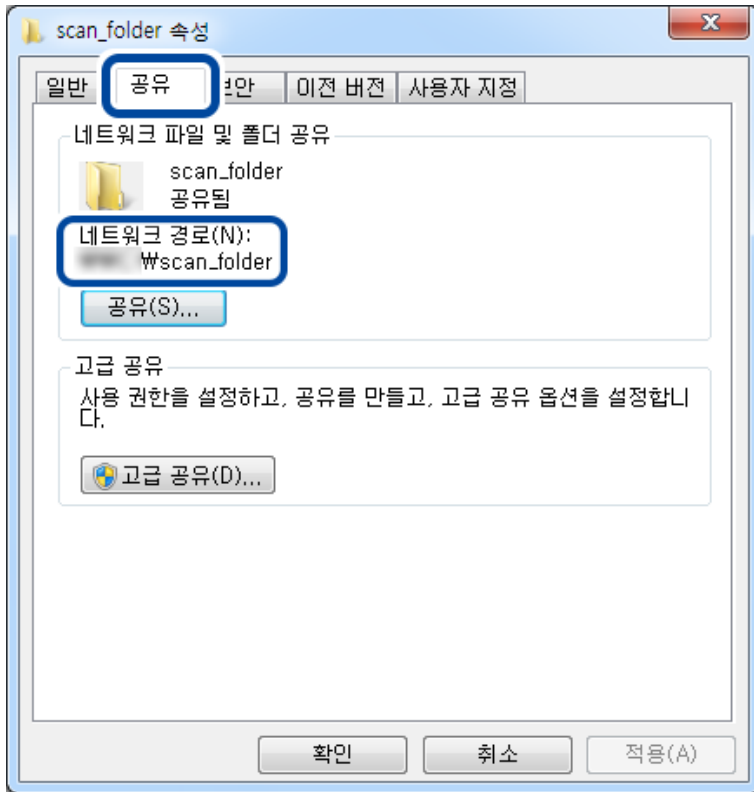 scan_folder 속성
일반 공유 보안 이전 버전 사용자 지정
네트워크 파일 및 폴더 공유
scan_folder
공유됨
네트워크 경로(N):
₩scan_folder
공유(S)...
고급 공유
사용 권한을 설정하고, 공유를 만들고, 고급 공유 옵션을 설정합니
다.
고급 공유(D)...
확인 취소 적용(A)